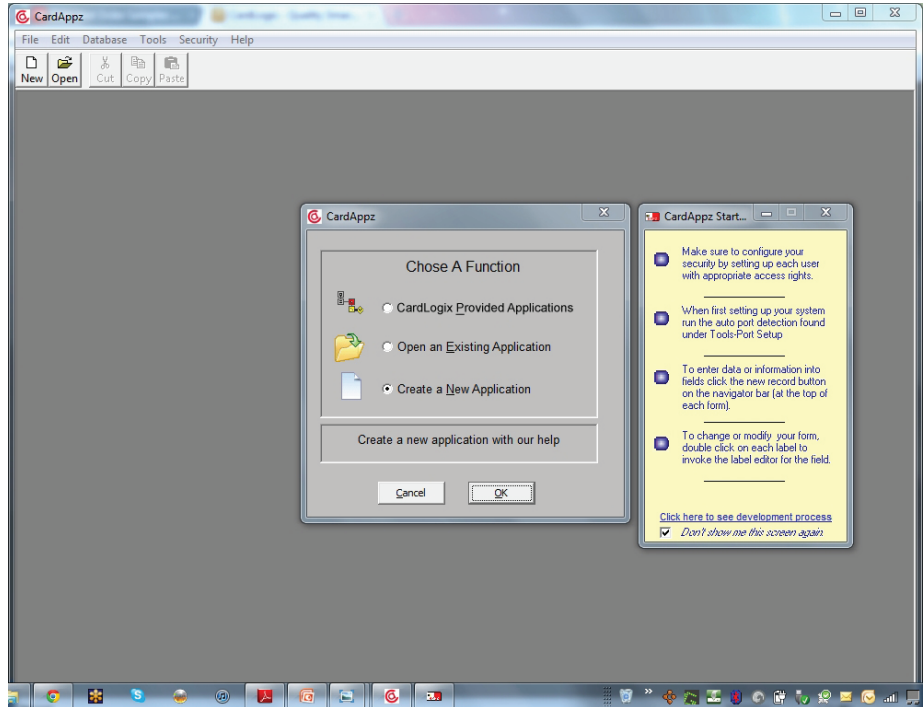 CardAppz
File Edit Database Tools Security Help
New Open Cut Copy Paste
CardAppz
Chose A Function
CardLogix Provided Applications
Open an Existing Application
Create a New Application
Create a new application with our help
Cancel OK
CardAppz Start...
Make sure to configure your
security by setting up each user
with appropriate access rights.
When first setting up your system
run the auto port detection found
under Tools-Port Setup
To enter data or information into
fields click the new record button
on the navigator bar (at the top of
each form).
To change or modify your form,
double click on each label to
invoke the label editor for the field.
Click here to see development process
Don't show me this screen again